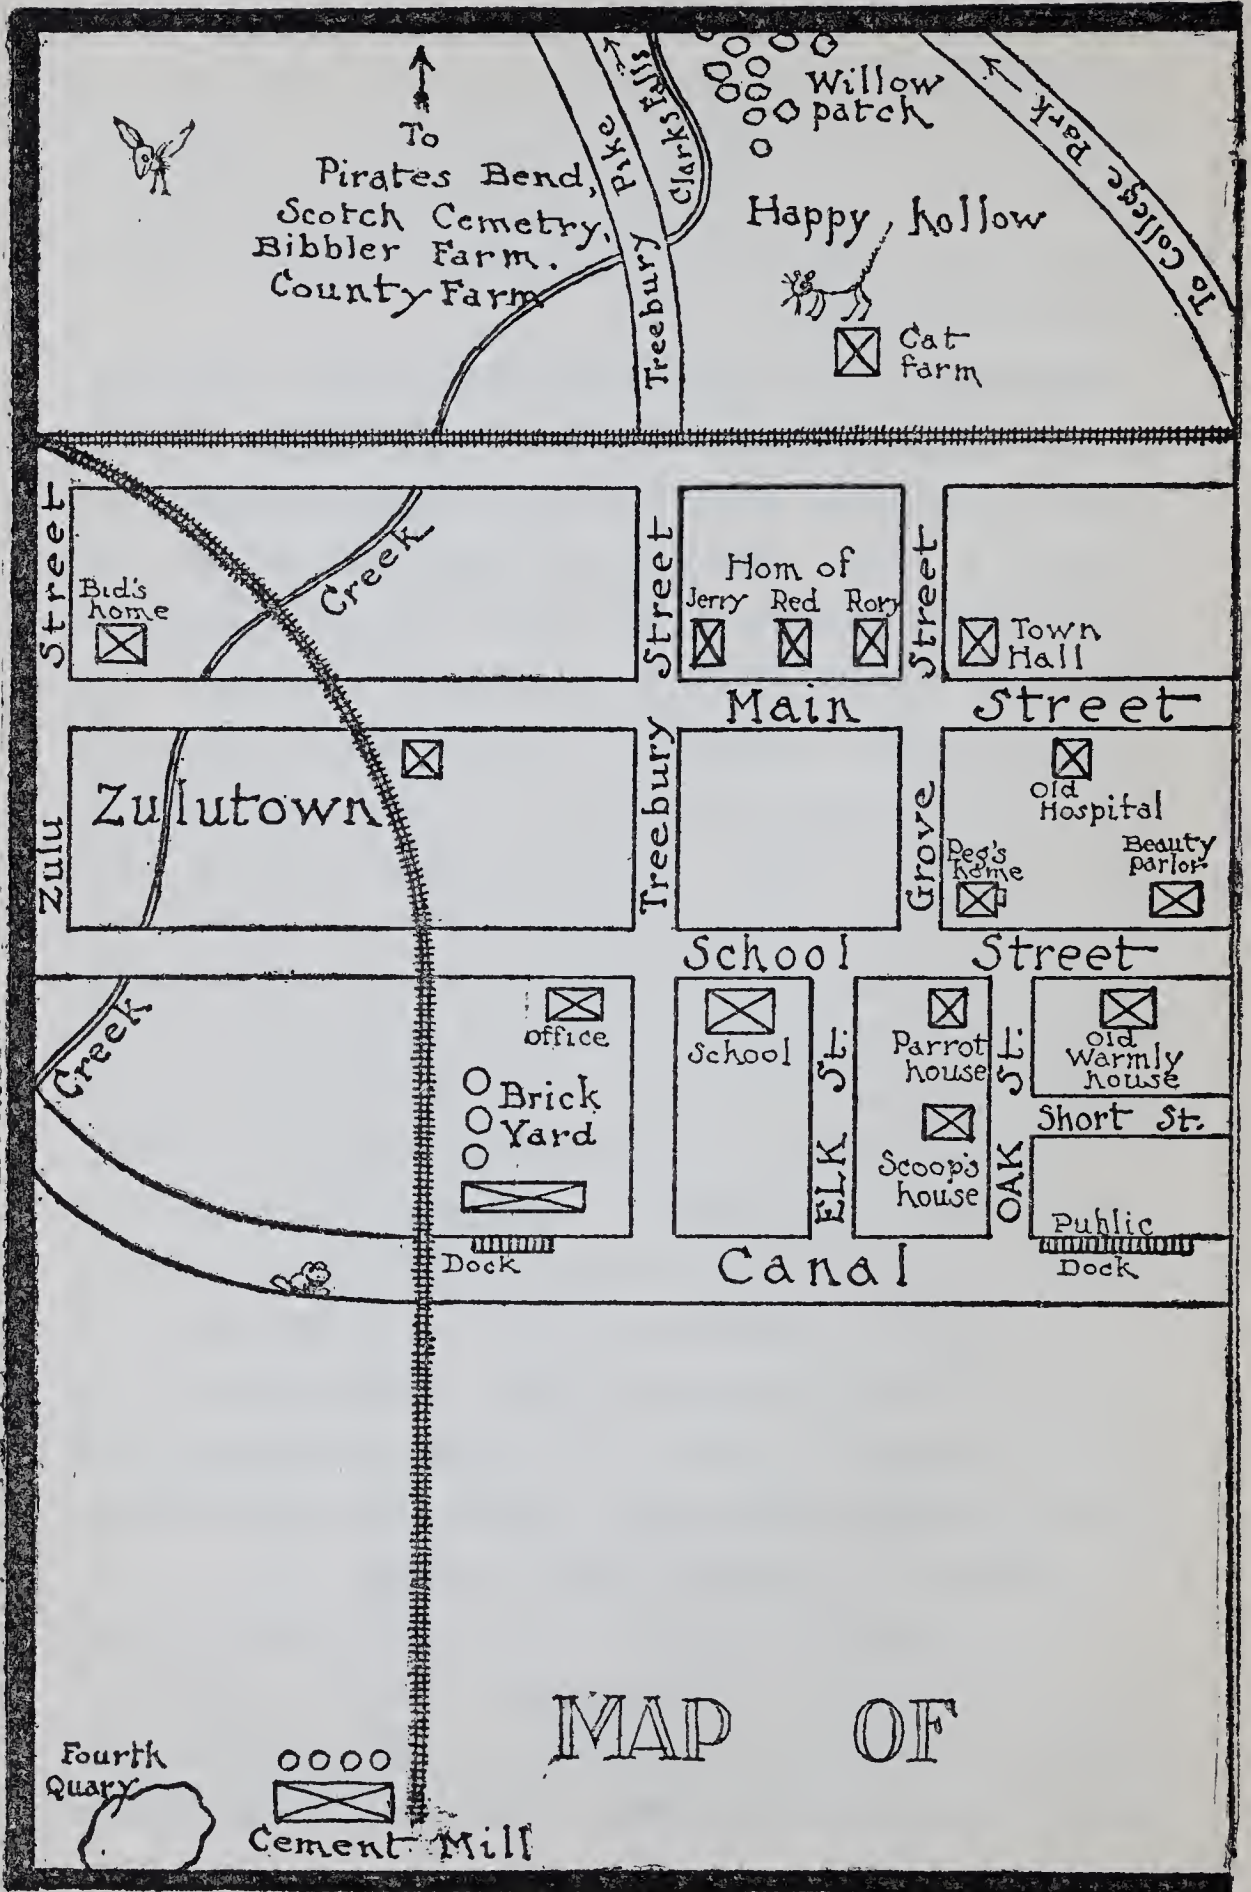 To
Pirates Bend,
Scotch Cemetry.
Bibbler Farm.
County Farm
Treebury Pike
Clarks Falls
Willow
patch
Happy hollow
Cat
farm
To College Park
Zulu Street
Bid's
home
Creek
Treebury Street
Hom of
Jerry Red Rory
Grove Street
Town
Hall
Main Street
Zulutown
Old
Hospital
Peg's
home
Beauty
parlor
School Street
Creek
office
Brick
Yard
School
ELK St.
Parrot
house
Scoop's
house
OAK St.
Old
Warmly
house
Short St.
Public
Dock
Dock
Canal
MAP OF
Fourth
Quary
Cement Mill